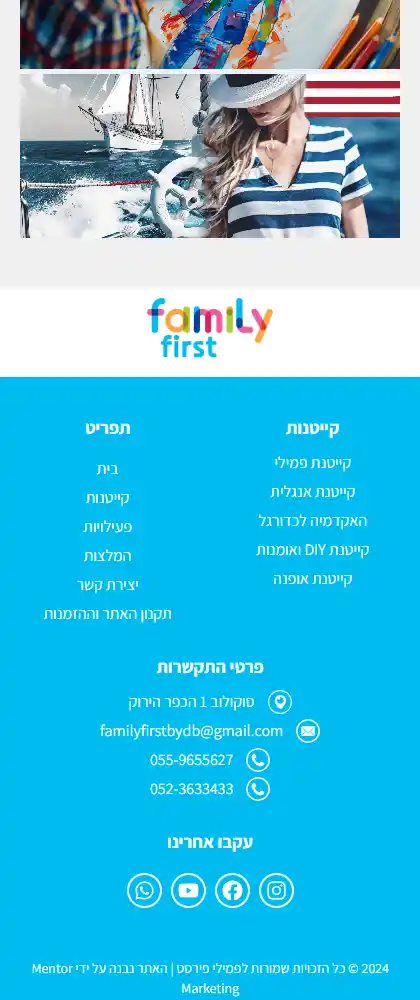 family
first
קייטנות
קייטנת פמילי
קייטנת אנגלית
האקדמיה לכדורגל
קייטנת DIY ואומנות
קייטנת אופנה
תפריט
בית
קייטנות
פעילויות
המלצות
יצירת קשר
תקנון האתר וההזמנות
פרטי התקשרות
סוקולוב 1 הכפר הירוק
familyfirstbydb@gmail.com
055-9655627
052-3633433
עקבו אחרינו
2024 © כל הזכויות שמורות לפמילי פירסט | האתר נבנה על ידי Mentor
Marketing